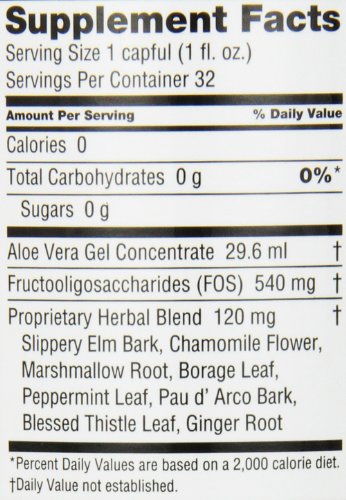 Supplement Facts
Serving Size 1 capful (1 fl. oz.)
Servings Per Container 32
Amount Per Serving % Daily Value
Calories 0
Total Carbohydrates 0 g 0%*
Sugars 0 g
Aloe Vera Gel Concentrate 29.6 ml †
Fructooligosaccharides (FOS) 540 mg †
Proprietary Herbal Blend 120 mg †
Slippery Elm Bark, Chamomile Flower,
Marshmallow Root, Borage Leaf,
Peppermint Leaf, Pau d' Arco Bark,
Blessed Thistle Leaf, Ginger Root
*Percent Daily Values are based on a 2,000 calorie diet.
†Daily Value not established.